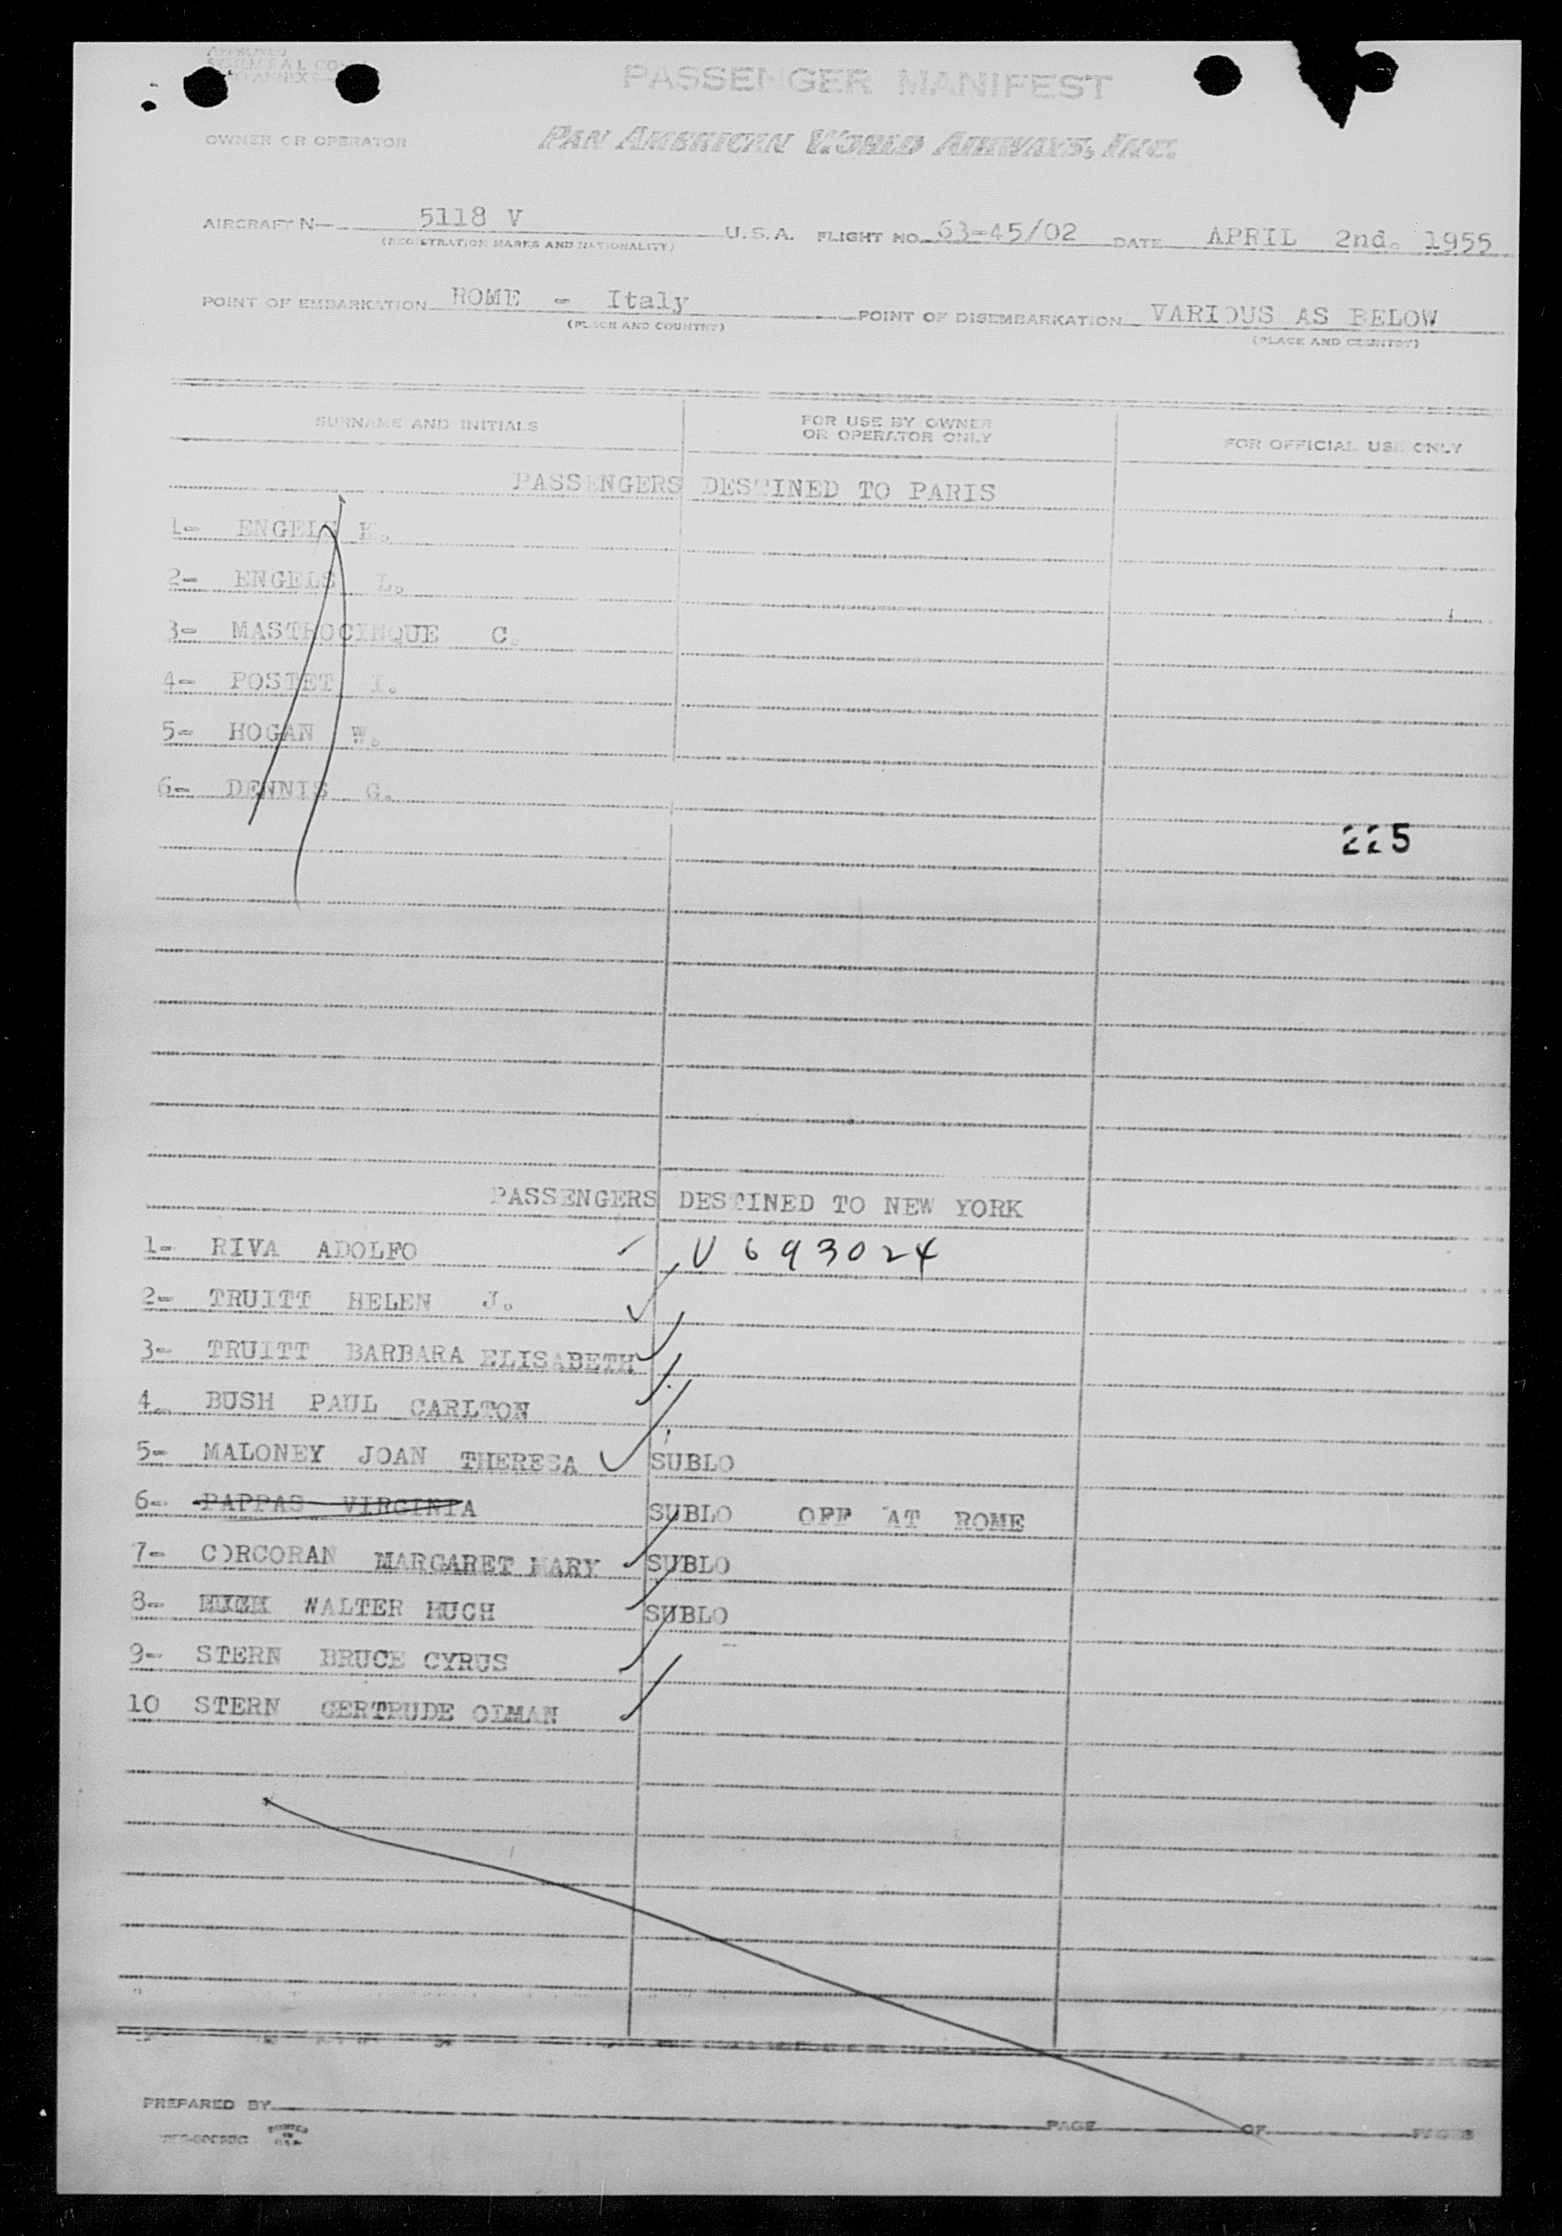 APPROVED
PASSENGER MANIFEST
OWNER OR OPERATOR PAN AMERICAN WORLD AIRWAYS, INC.
AIRCRAFT N— 5118 V U.S.A. FLIGHT NO. 63-45/02 DATE APRIL 2nd. 1955
(REGISTRATION MARKS AND NATIONALITY)
POINT OF EMBARKATION ROME - Italy POINT OF DISEMBARKATION VARIOUS AS BELOW
(PLACE AND COUNTRY) (PLACE AND COUNTRY)
SURNAME AND INITIALS FOR USE BY OWNER OR OPERATOR ONLY FOR OFFICIAL USE ONLY
PASSENGERS DESTINED TO PARIS
1- ENGELS K.
2- ENGELS L.
3- MASTROCINQUE C.
4- POSTET I.
5- HOGAN W.
6- DENNIS G.
225
PASSENGERS DESTINED TO NEW YORK
1- RIVA ADOLFO V 693024
2- TRUITT HELEN J.
3- TRUITT BARBARA ELISABETH
4- BUSH PAUL CARLTON
5- MALONEY JOAN THERESA SUBLO
6- PAPPAS VIRGINIA SUBLO OFF AT ROME
7- CORCORAN MARGARET MARY SUBLO
8- WALTER HUGH SUBLO
9- STERN BRUCE CYRUS
10 STERN GERTRUDE OLMAN
PREPARED BY PAGE OF PAGES
PRINTED IN U.S.A.